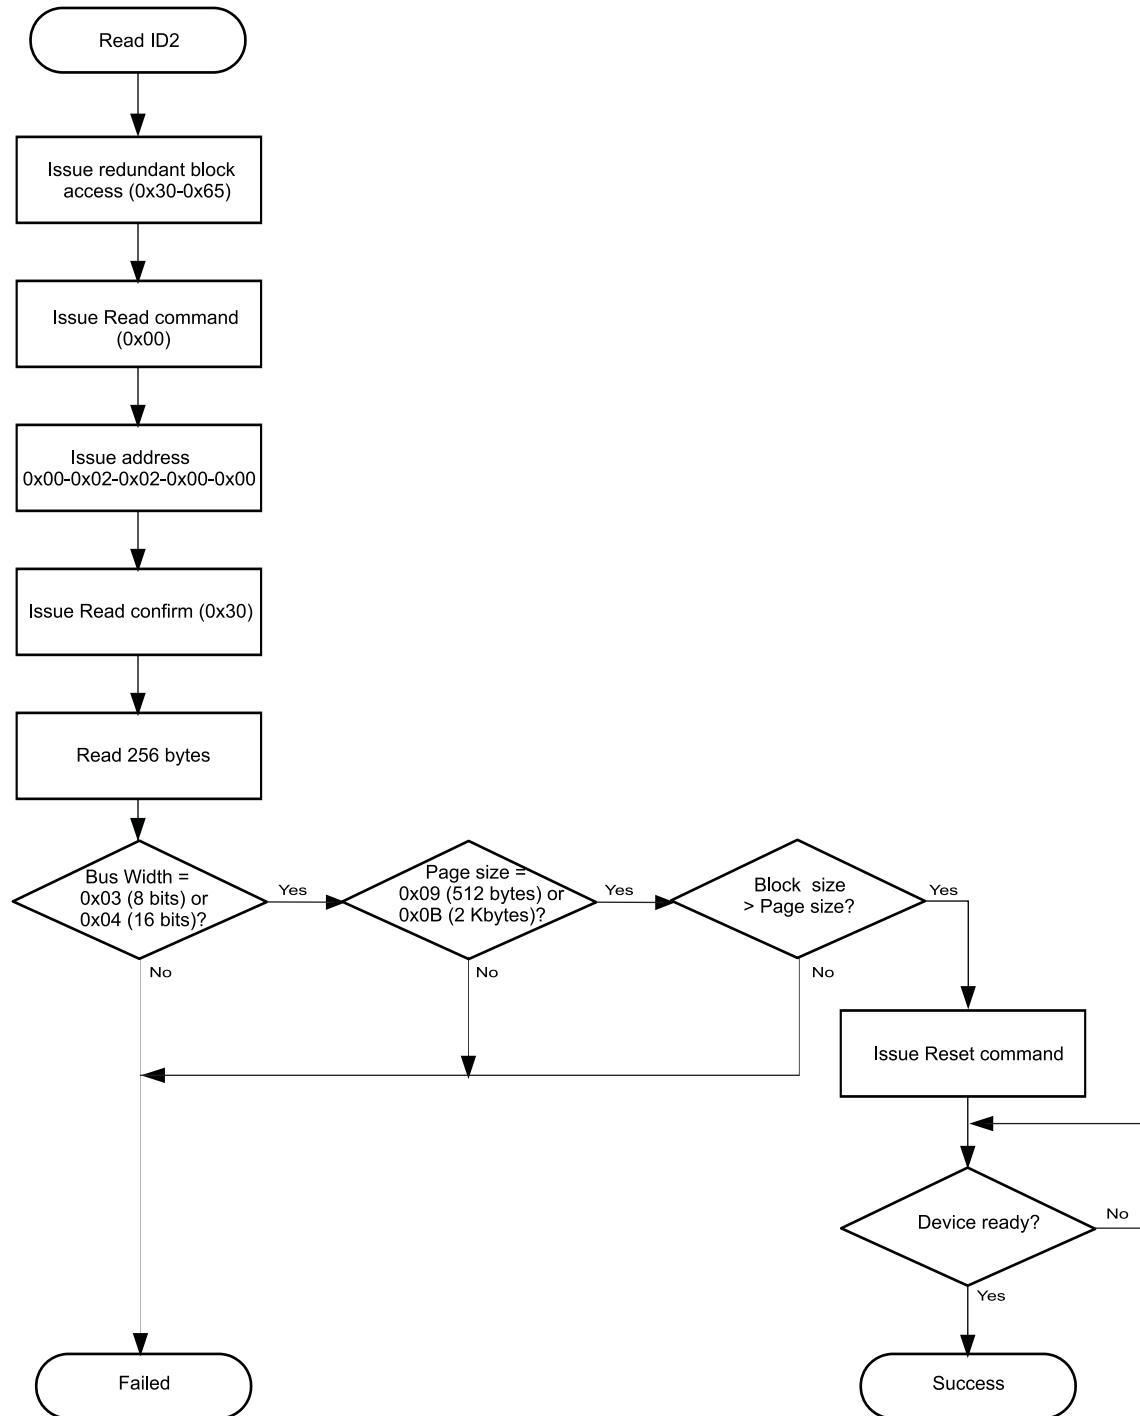 Read ID2
Issue redundant block
access (0x30-0x65)
Issue Read command
(0x00)
Issue address
0x00-0x02-0x02-0x00-0x00
Issue Read confirm (0x30)
Read 256 bytes
Bus Width =
0x03 (8 bits) or
0x04 (16 bits)?
Yes
No
Page size =
0x09 (512 bytes) or
0x0B (2 Kbytes)?
Yes
No
Block size
> Page size?
Yes
No
Issue Reset command
Device ready?
No
Yes
Failed
Success